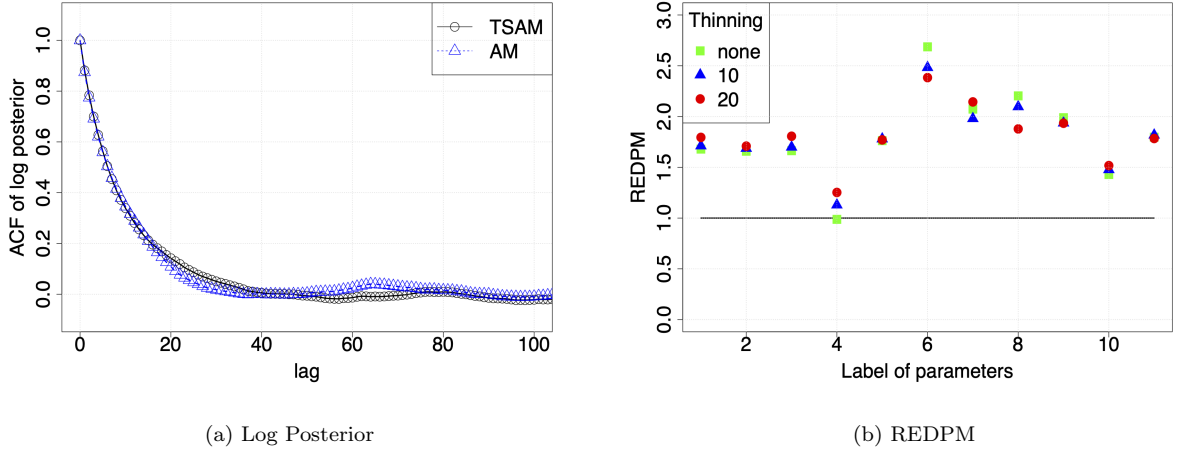 ACF of log posterior
0.0
0.2
0.4
0.6
0.8
1.0
TSAM
AM
0
20
40
60
80
100
lag
(a) Log Posterior
REDPM
0.0
0.5
1.0
1.5
2.0
2.5
3.0
Thinning
none
10
20
2
4
6
8
10
Label of parameters
(b) REDPM